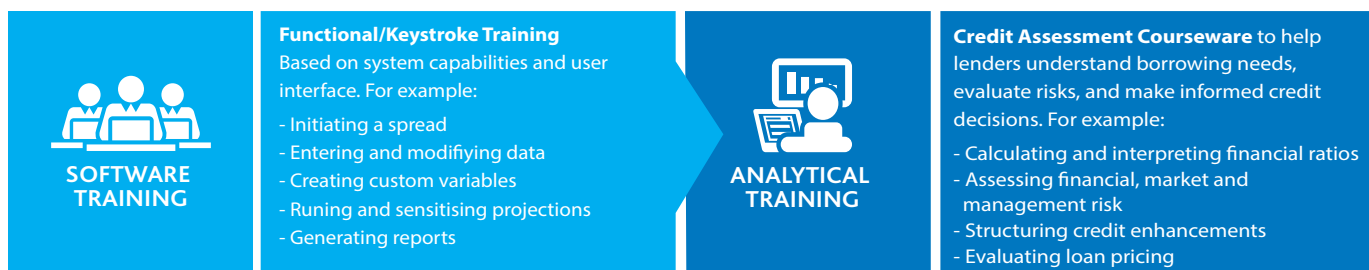 SOFTWARE
TRAINING
Functional/Keystroke Training
Based on system capabilities and user
interface. For example:
- Initiating a spread
- Entering and modifiying data
- Creating custom variables
- Runing and sensitising projections
- Generating reports
ANALYTICAL
TRAINING
Credit Assessment Courseware to help
lenders understand borrowing needs,
evaluate risks, and make informed credit
decisions. For example:
- Calculating and interpreting financial ratios
- Assessing financial, market and
management risk
- Structuring credit enhancements
- Evaluating loan pricing